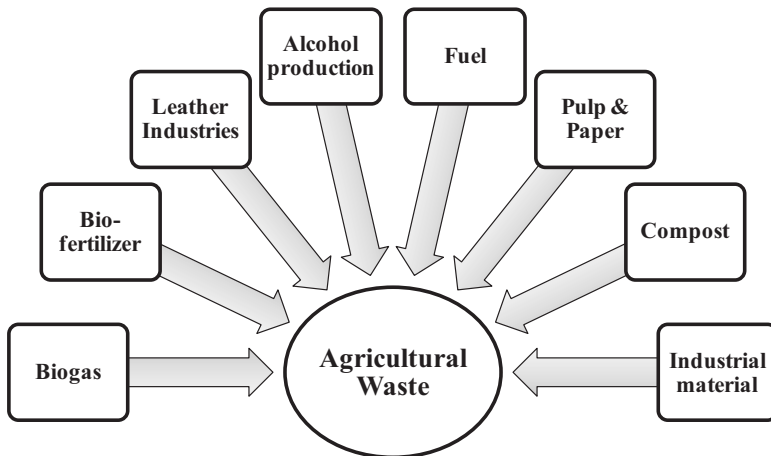 Alcohol
production
Fuel
Leather
Industries
Pulp &
Paper
Bio-
fertilizer
Compost
Biogas
Agricultural
Waste
Industrial
material